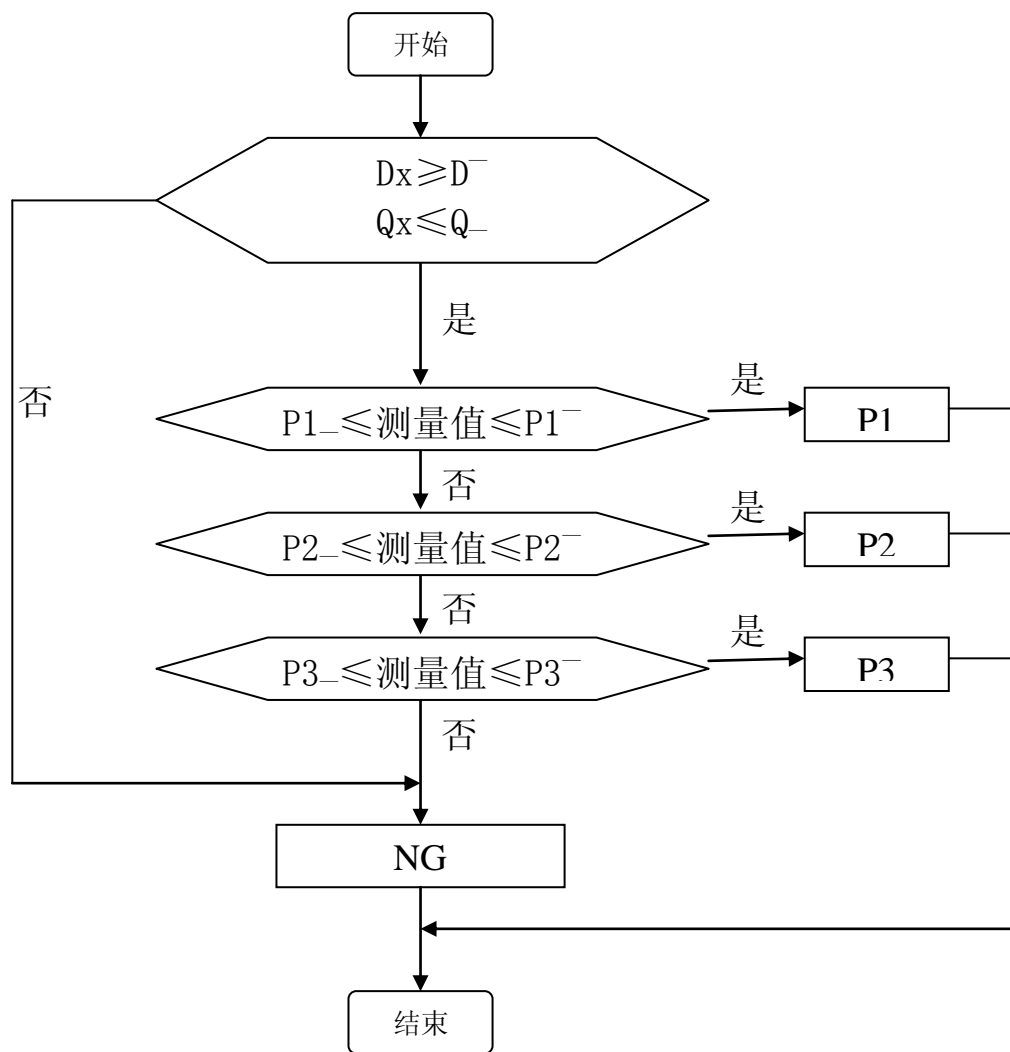 开始
Dx≥D¯
Qx≤Q_
是
否
P1_≤测量值≤P1¯
是
P1
否
P2_≤测量值≤P2¯
是
P2
否
P3_≤测量值≤P3¯
是
P3
否
NG
结束